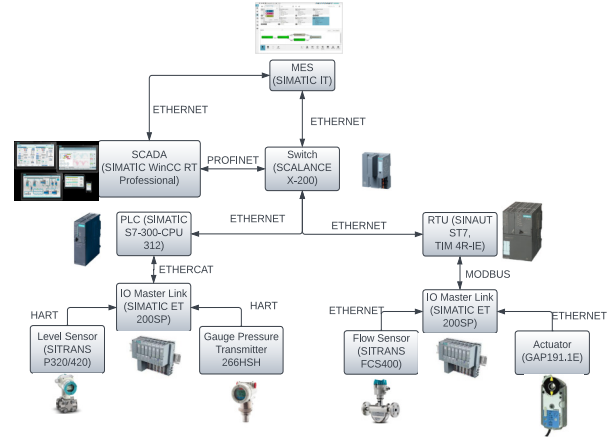 MES
(SIMATIC IT)
ETHERNET
ETHERNET
SCADA
(SIMATIC WinCC RT
Professional)
PROFINET
Switch
(SCALANCE
X-200)
PLC (SIMATIC
S7-300-CPU
312)
ETHERNET
ETHERNET
RTU (SINAUT
ST7,
TIM 4R-IE)
ETHERCAT
MODBUS
IO Master Link
(SIMATIC ET
200SP)
IO Master Link
(SIMATIC ET
200SP)
HART
HART
ETHERNET
ETHERNET
Level Sensor
(SITRANS
P320/420)
Gauge Pressure
Transmitter
266HSH
Flow Sensor
(SITRANS
FCS400)
Actuator
(GAP191.1E)